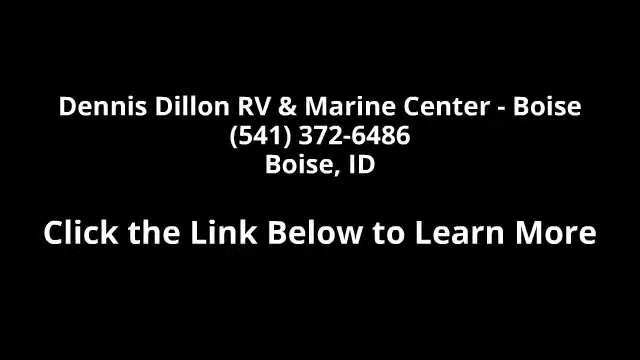 Dennis Dillon RV & Marine Center - Boise
(541) 372-6486
Boise, ID
Click the Link Below to Learn More